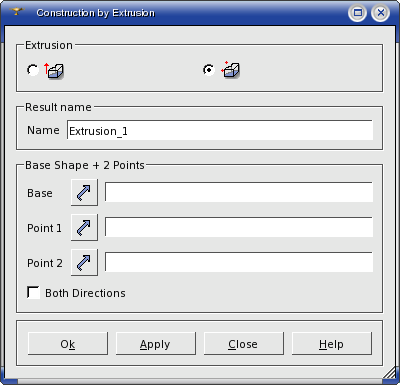 Construction by Extrusion
Extrusion
Result name
Name Extrusion_1
Base Shape + 2 Points
Base
Point 1
Point 2
Both Directions
Ok Apply Close Help